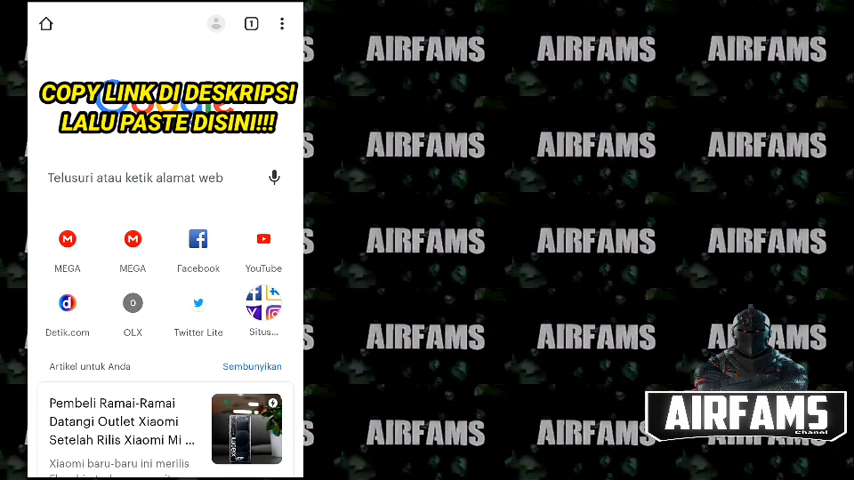 1
COPY LINK DI DESKRIPSI
LALU PASTE DISINI!!!
Telusuri atau ketik alamat web
M M f
MEGA MEGA Facebook YouTube
d O
Detik.com OLX Twitter Lite Situs...
Artikel untuk Anda Sembunyikan
Pembeli Ramai-Ramai
Datangi Outlet Xiaomi
Setelah Rilis Xiaomi Mi ...
Xiaomi baru-baru ini merilis
AIRFAMS AIRFAMS AIRFAMS
AIRFAMS AIRFAMS AIRFAMS
AIRFAMS AIRFAMS AIRFAMS
AIRFAMS AIRFAMS AIRFAMS
AIRFAMS AIRFAMS
AIRFAMS
Chanel